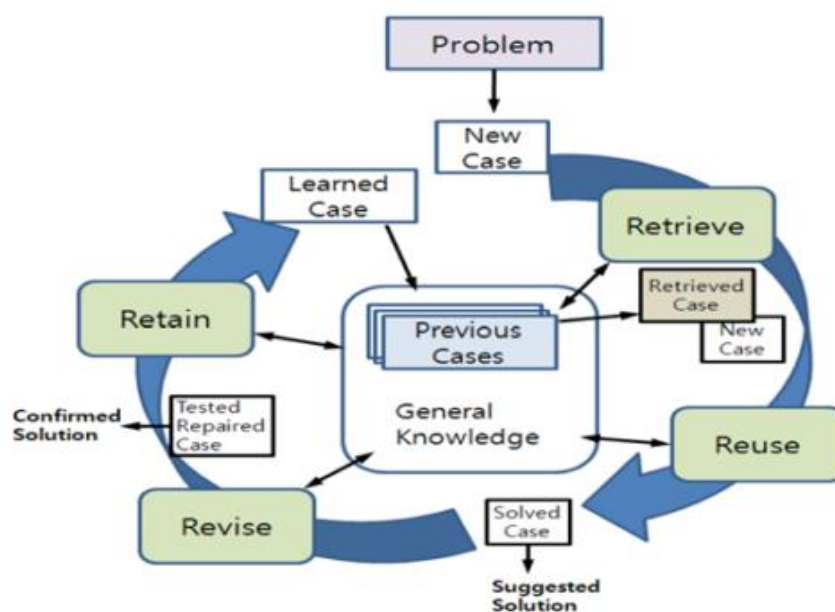 Problem
New
Case
Learned
Case
Retrieve
Retrieved
Case
New
Case
Retain
Previous
Cases
General
Knowledge
Confirmed
Solution
Tested
Repaired
Case
Reuse
Revise
Solved
Case
Suggested
Solution